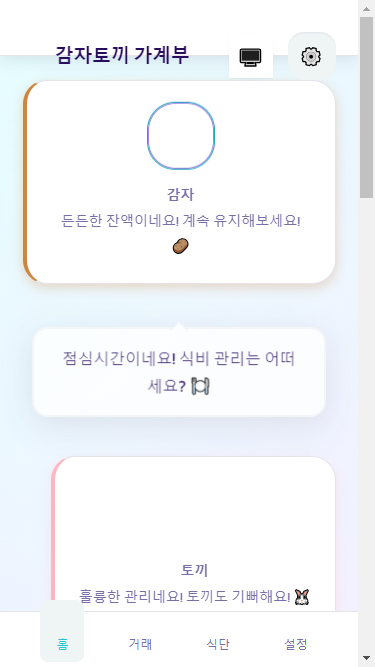 감자토끼 가계부
감자
든든한 잔액이네요! 계속 유지해보세요!
🥔
점심시간이네요! 식비 관리는 어떠
세요? 🍽️
토끼
훌륭한 관리네요! 토끼도 기뻐해요! 🐰
홈 거래 식단 설정